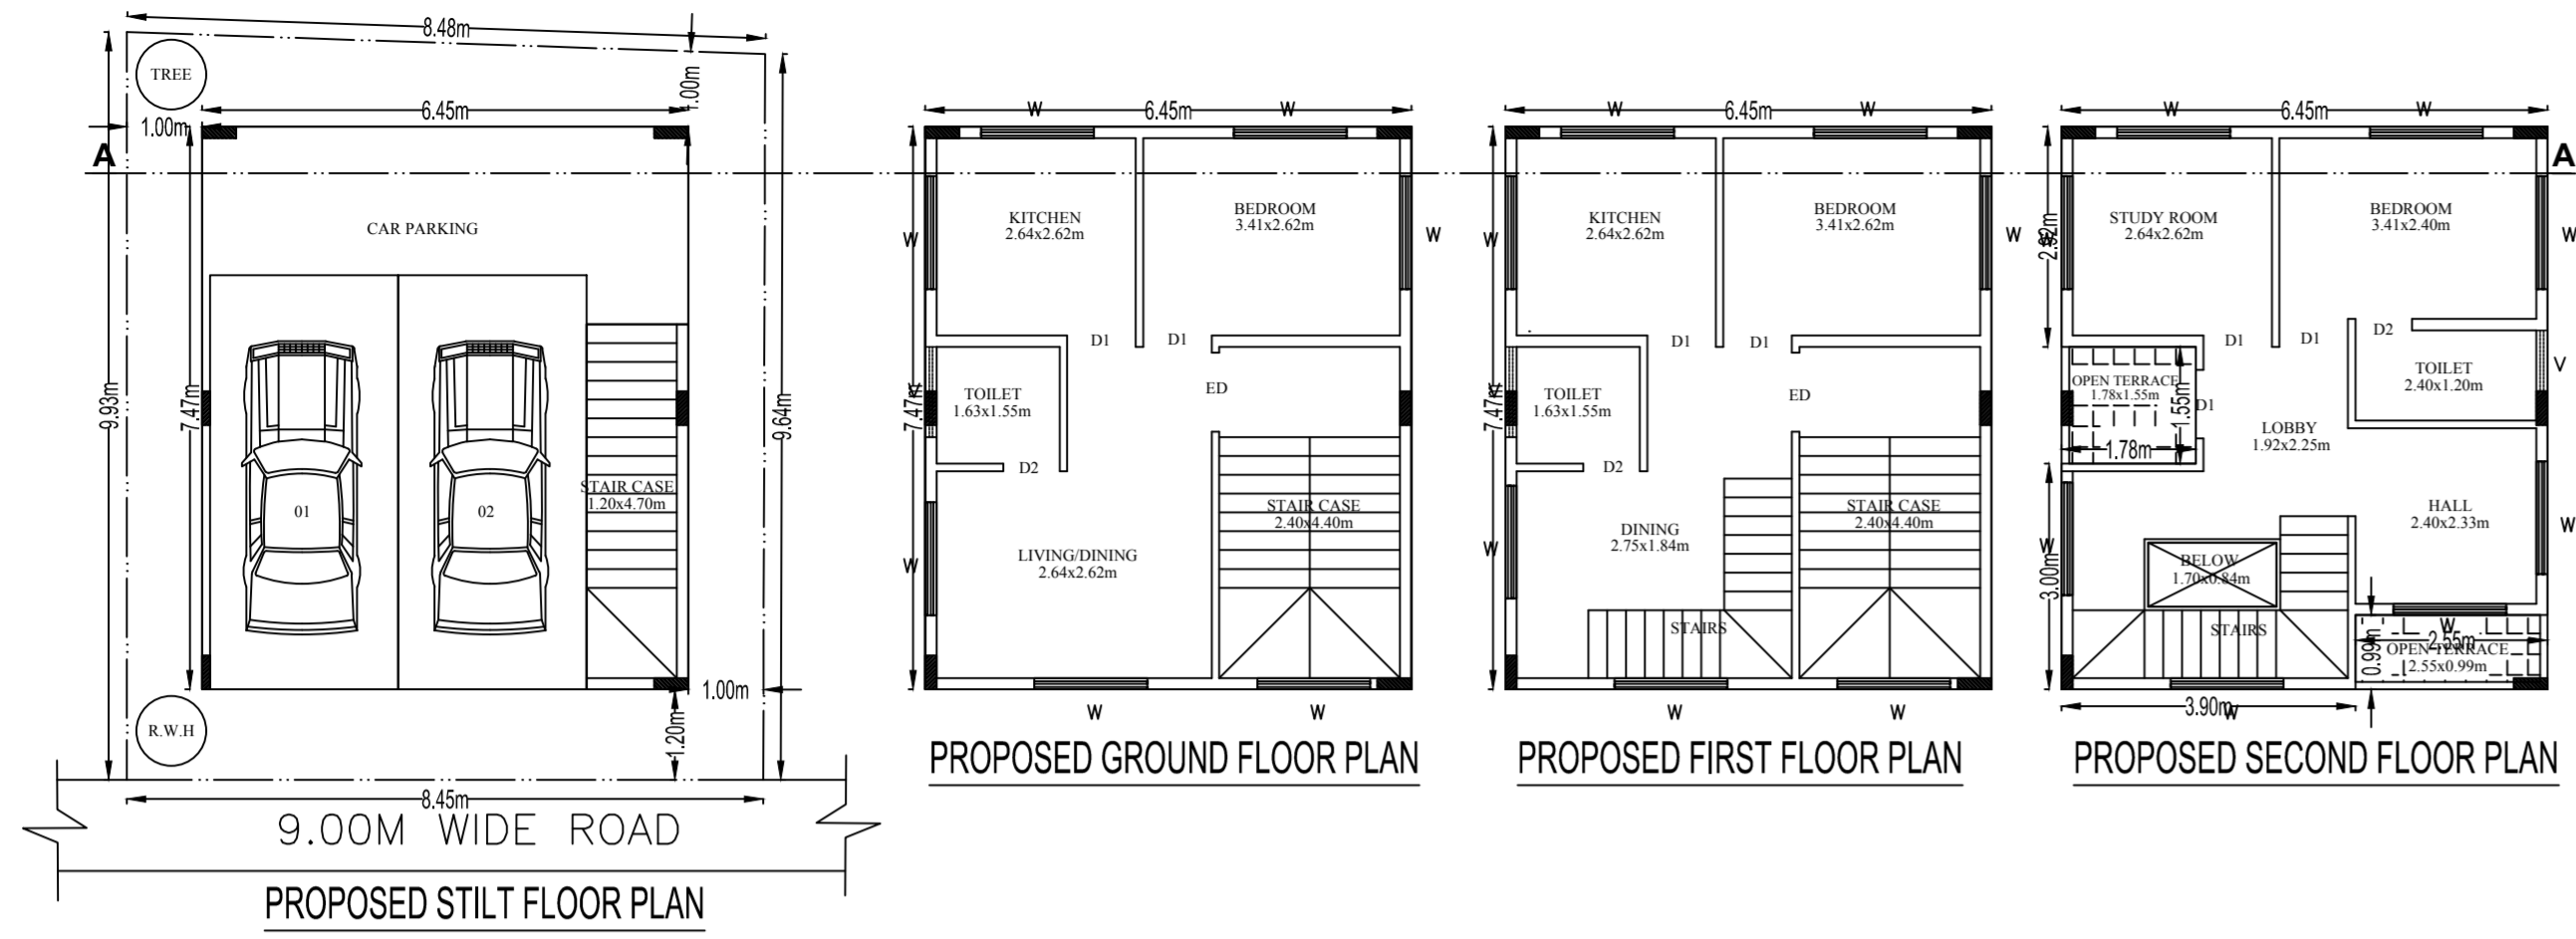 8.48m
TREE
1.00m
6.45m
1.00m
A
CAR PARKING
9.93m
7.47m
9.64m
STAIR CASE
1.20x4.70m
01
02
1.00m
R.W.H
1.20m
8.45m
9.00M WIDE ROAD
PROPOSED STILT FLOOR PLAN
W
6.45m
W
KITCHEN
2.64x2.62m
BEDROOM
3.41x2.62m
W
W
D1
D1
ED
TOILET
1.63x1.55m
7.47m
D2
STAIR CASE
2.40x4.40m
LIVING/DINING
2.64x2.62m
W
W
W
PROPOSED GROUND FLOOR PLAN
W
6.45m
W
KITCHEN
2.64x2.62m
BEDROOM
3.41x2.62m
W
W
D1
D1
ED
TOILET
1.63x1.55m
7.47m
D2
STAIR CASE
2.40x4.40m
DINING
2.75x1.84m
W
STAIRS
W
W
PROPOSED FIRST FLOOR PLAN
W
6.45m
W
A
STUDY ROOM
2.64x2.62m
BEDROOM
3.41x2.40m
W
D1
D1
D2
OPEN TERRACE
1.78x1.55m
1.55m
D1
TOILET
2.40x1.20m
V
LOBBY
1.92x2.25m
1.78m
HALL
2.40x2.33m
W
W
3.00m
BELOW
1.70x0.84m
STAIRS
W
2.55m
0.99m
OPEN TERRACE
2.55x0.99m
3.90m
W
PROPOSED SECOND FLOOR PLAN